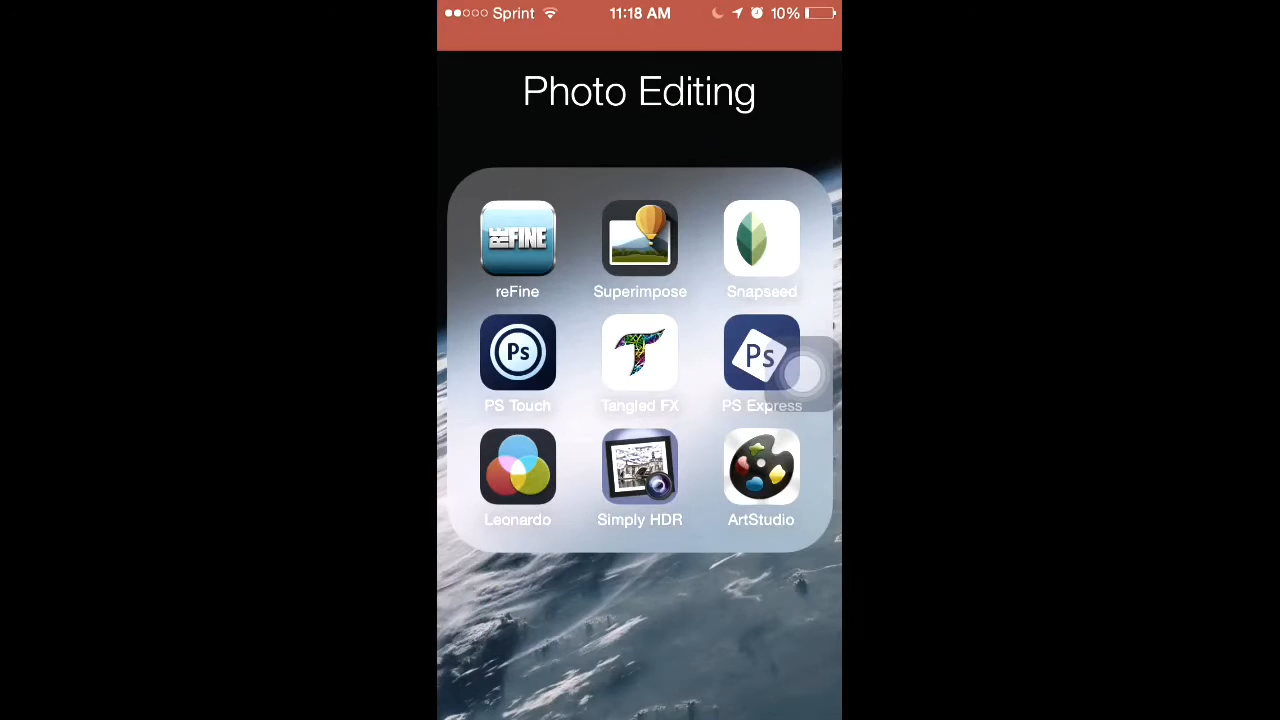 Sprint 11:18 AM 10%
Photo Editing
REFINE
reFine Superimpose Snapseed
Ps T Ps
PS Touch Tangled FX PS Express
Leonardo Simply HDR ArtStudio